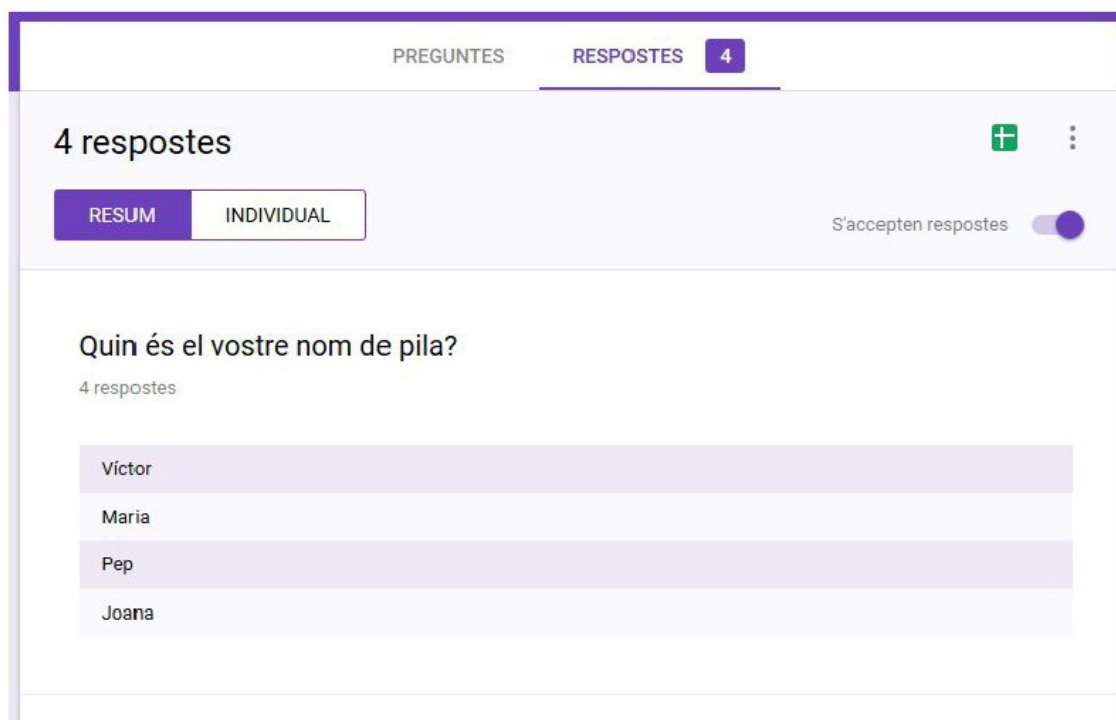 PREGUNTES RESPOSTES 4
4 respostes
RESUM INDIVIDUAL
S'accepten respostes
Quin és el vostre nom de pila?
4 respostes
Víctor
Maria
Pep
Joana